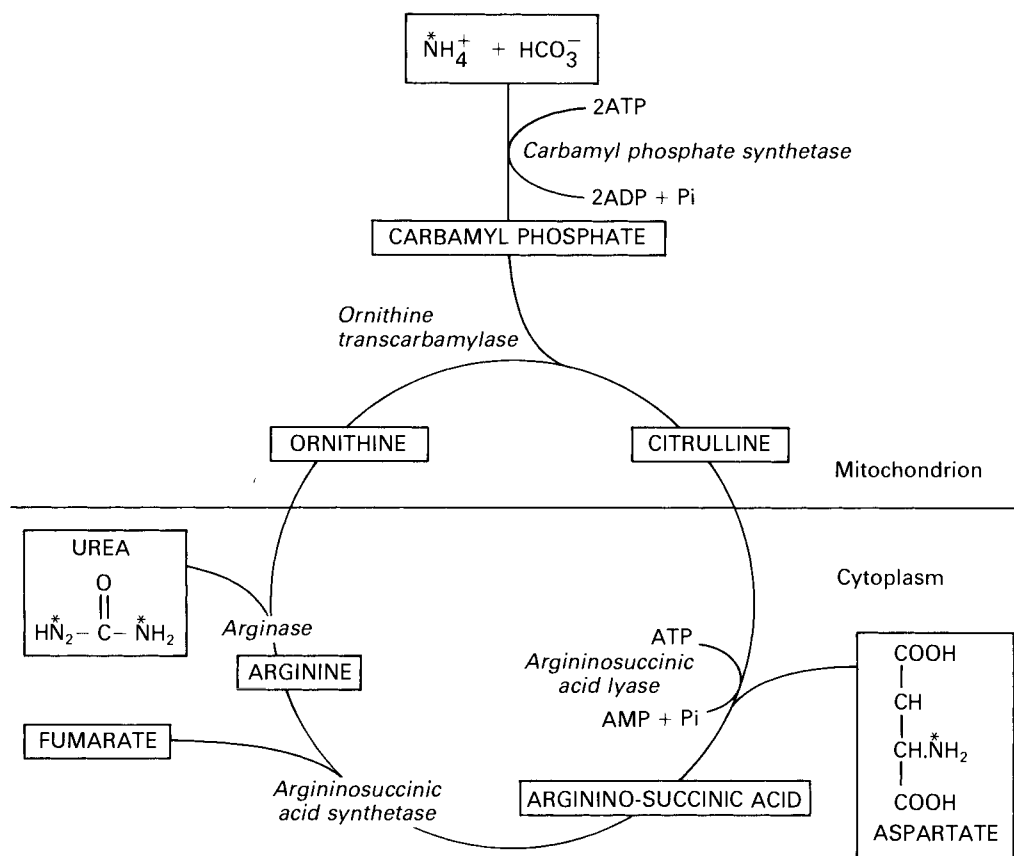 *NH4+ + HCO3−
2ATP
Carbamyl phosphate synthetase
2ADP + Pi
CARBAMYL PHOSPHATE
Ornithine
transcarbamylase
ORNITHINE
CITRULLINE
Mitochondrion
UREA
O
HN*2– C– N*H2
Cytoplasm
Arginase
ARGININE
ATP
Argininosuccinic
acid lyase
AMP + Pi
COOH
CH
CH.N*H2
COOH
ASPARTATE
FUMARATE
Argininosuccinic
acid synthetase
ARGININO-SUCCINIC ACID